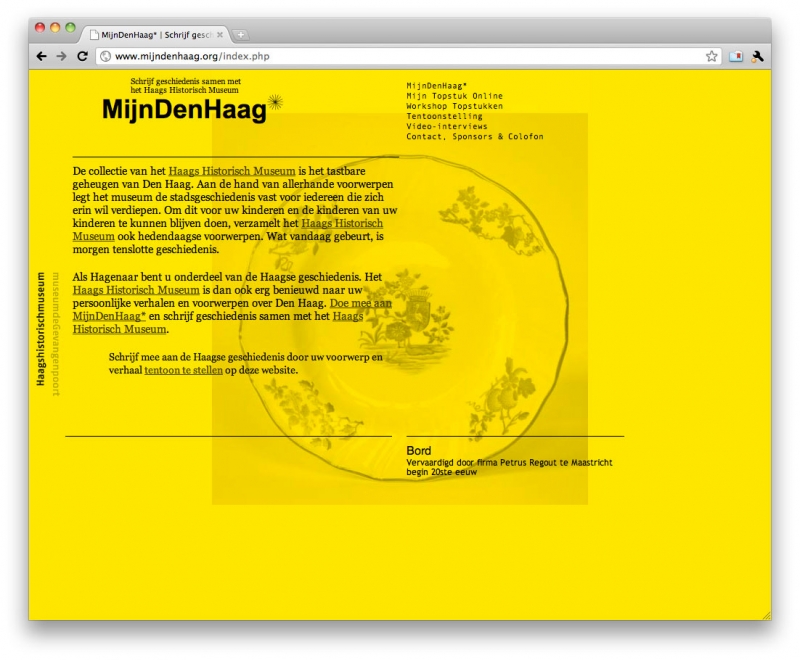 MijnDenHaag* | Schrijf gesch
www.mijndenhaag.org/index.php
Schrijf geschiedenis samen met
het Haags Historisch Museum
MijnDenHaag*
MijnDenHaag*
Mijn Topstuk Online
Workshop Topstukken
Tentoonstelling
Video-interviews
Contact, Sponsors & Colofon
De collectie van het Haags Historisch Museum is het tastbare
geheugen van Den Haag. Aan de hand van allerhande voorwerpen
legt het museum de stadsgeschiedenis vast voor iedereen die zich
erin wil verdiepen. Om dit voor uw kinderen en de kinderen van uw
kinderen te kunnen blijven doen, verzamelt het Haags Historisch
Museum ook hedendaagse voorwerpen. Wat vandaag gebeurt, is
morgen tenslotte geschiedenis.
Als Hagenaar bent u onderdeel van de Haagse geschiedenis. Het
Haags Historisch Museum is dan ook erg benieuwd naar uw
persoonlijke verhalen en voorwerpen over Den Haag. Doe mee aan
MijnDenHaag* en schrijf geschiedenis samen met het Haags
Historisch Museum.
Schrijf mee aan de Haagse geschiedenis door uw voorwerp en
verhaal tentoon te stellen op deze website.
Haagshistorischmuseum
museumdeGevangenpoort
Bord
Vervaardigd door firma Petrus Regout te Maastricht
begin 20ste eeuw